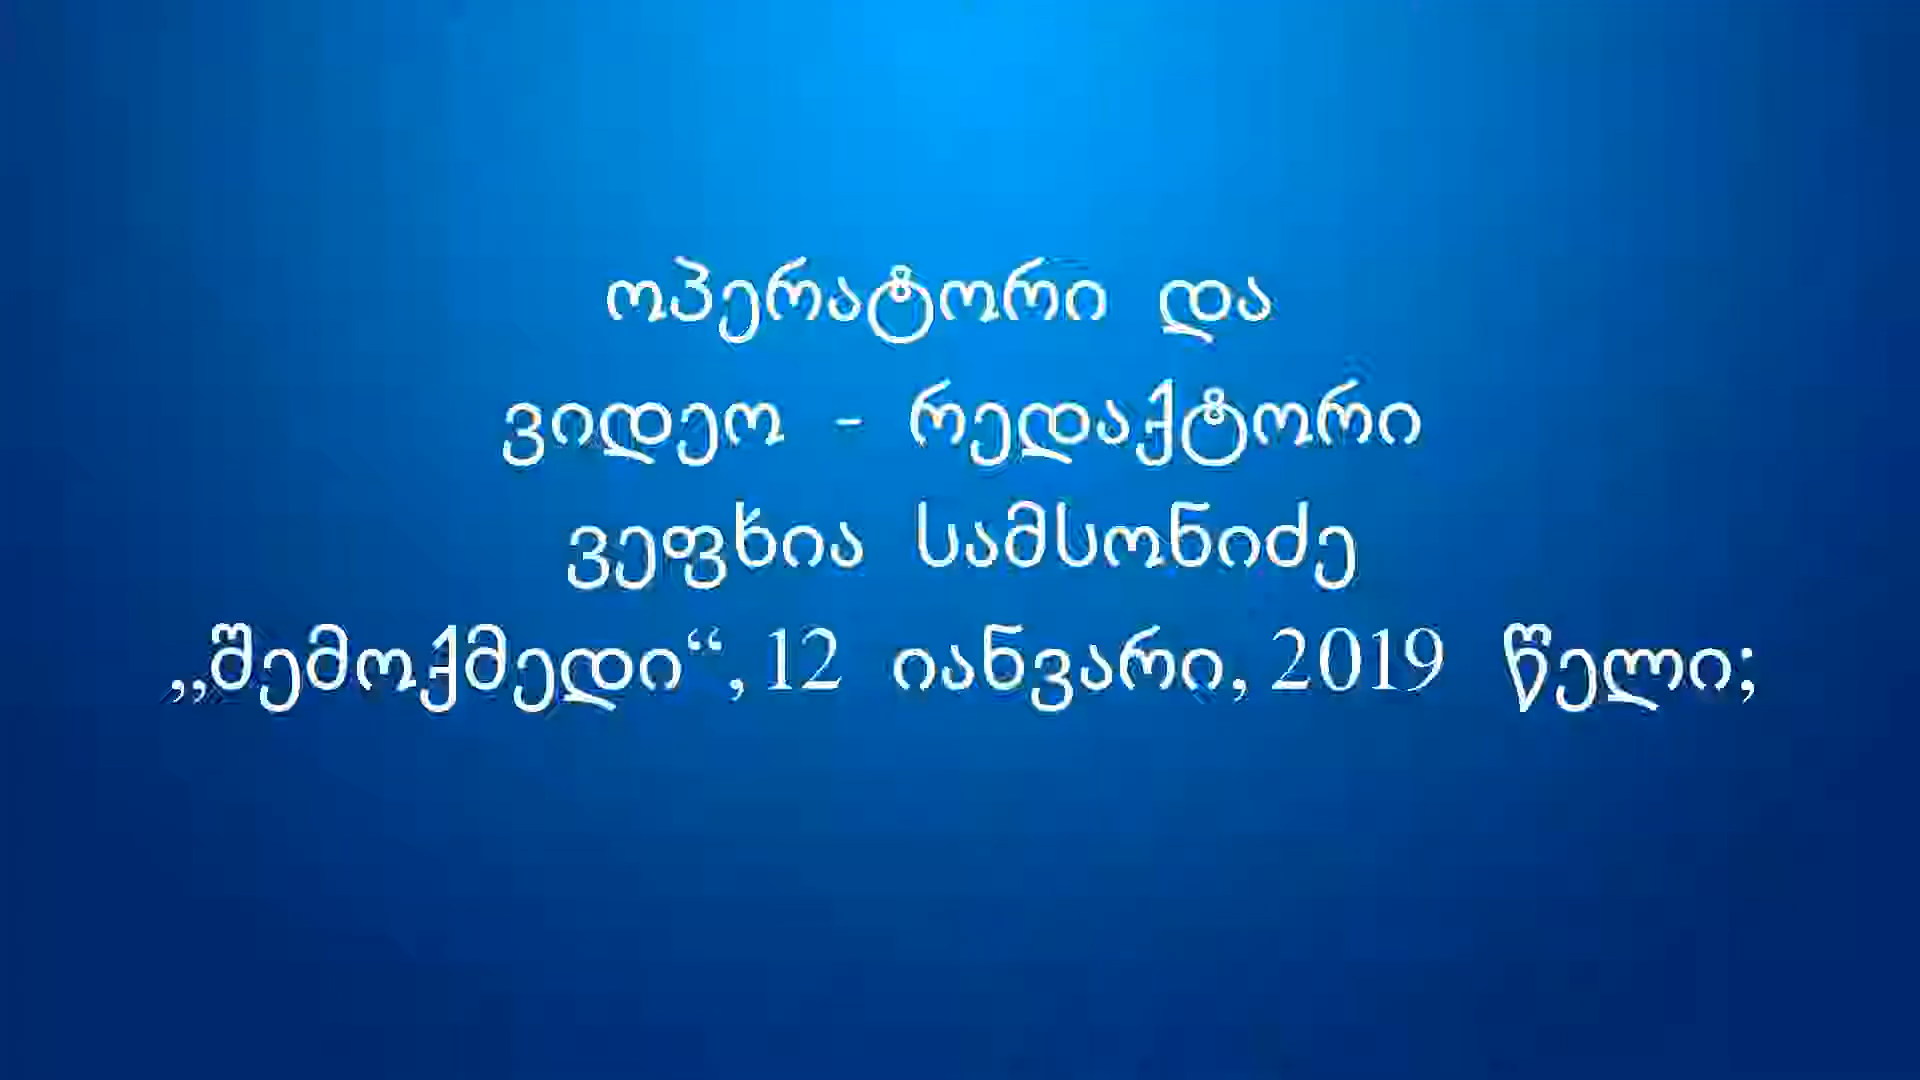 ოპერატორი და
ვიდეო - რედაქტორი
ვეფხია სამსონიძე
„შემოქმედი“, 12 იანვარი, 2019 წელი;